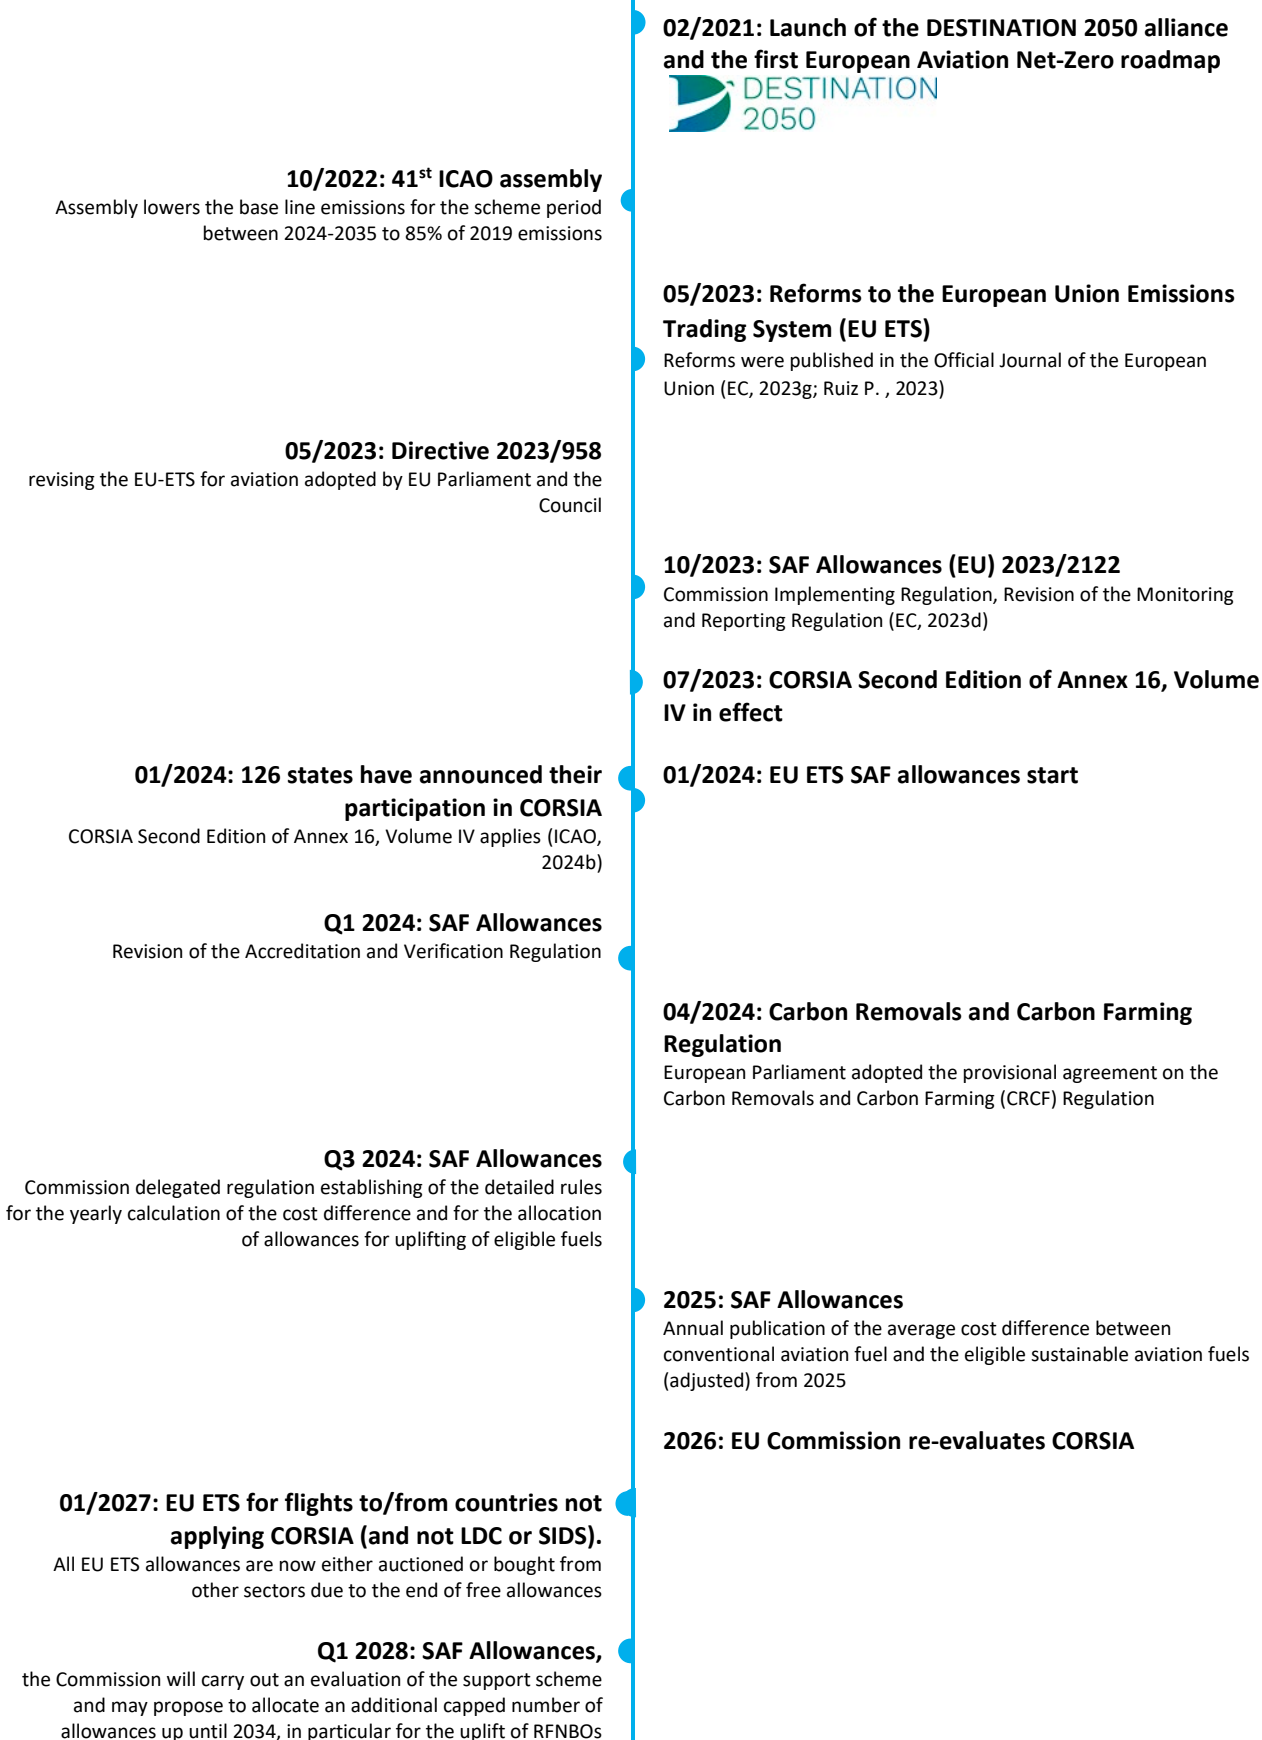 02/2021: Launch of the DESTINATION 2050 alliance
and the first European Aviation Net-Zero roadmap
DESTINATION
2050
10/2022: 41st ICAO assembly
Assembly lowers the base line emissions for the scheme period
between 2024-2035 to 85% of 2019 emissions
05/2023: Reforms to the European Union Emissions
Trading System (EU ETS)
Reforms were published in the Official Journal of the European
Union (EC, 2023g; Ruiz P. , 2023)
05/2023: Directive 2023/958
revising the EU-ETS for aviation adopted by EU Parliament and the
Council
10/2023: SAF Allowances (EU) 2023/2122
Commission Implementing Regulation, Revision of the Monitoring
and Reporting Regulation (EC, 2023d)
07/2023: CORSIA Second Edition of Annex 16, Volume
IV in effect
01/2024: 126 states have announced their
participation in CORSIA
CORSIA Second Edition of Annex 16, Volume IV applies (ICAO,
2024b)
01/2024: EU ETS SAF allowances start
Q1 2024: SAF Allowances
Revision of the Accreditation and Verification Regulation
04/2024: Carbon Removals and Carbon Farming
Regulation
European Parliament adopted the provisional agreement on the
Carbon Removals and Carbon Farming (CRCF) Regulation
Q3 2024: SAF Allowances
Commission delegated regulation establishing of the detailed rules
for the yearly calculation of the cost difference and for the allocation
of allowances for uplifting of eligible fuels
2025: SAF Allowances
Annual publication of the average cost difference between
conventional aviation fuel and the eligible sustainable aviation fuels
(adjusted) from 2025
2026: EU Commission re-evaluates CORSIA
01/2027: EU ETS for flights to/from countries not
applying CORSIA (and not LDC or SIDS).
All EU ETS allowances are now either auctioned or bought from
other sectors due to the end of free allowances
Q1 2028: SAF Allowances,
the Commission will carry out an evaluation of the support scheme
and may propose to allocate an additional capped number of
allowances up until 2034, in particular for the uplift of RFNBOs